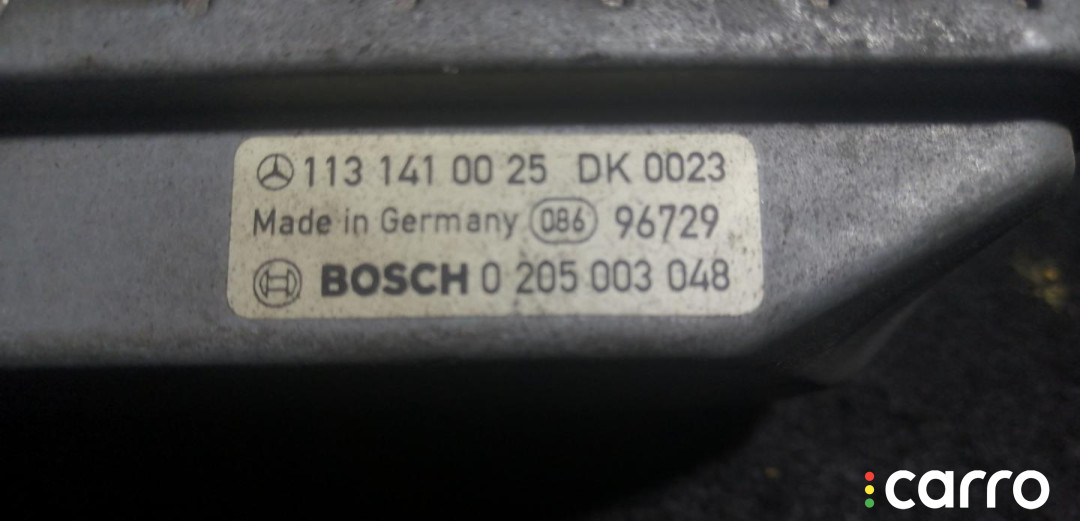 113 141 00 25 DK 0023
Made in Germany 086 96729
BOSCH 0 205 003 048
carro